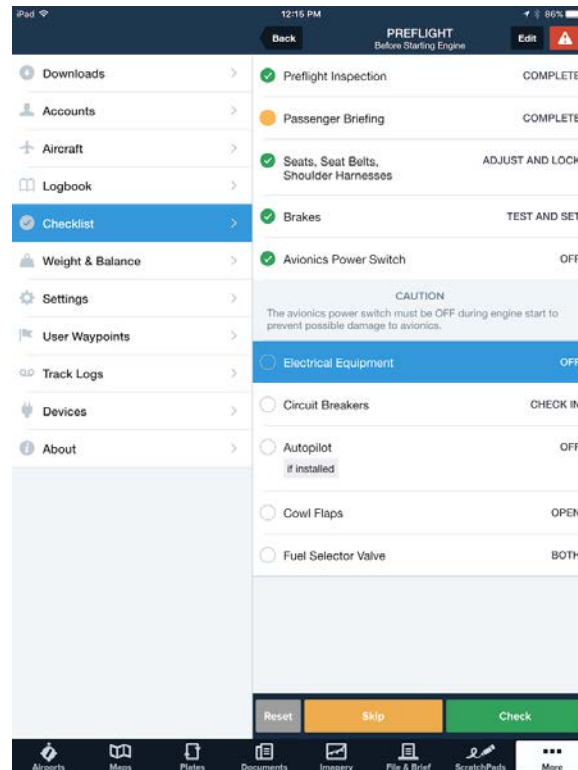 iPad 12:15 PM 86%
Back PREFLIGHT Edit
Before Starting Engine
Downloads
Accounts
Aircraft
Logbook
Checklist
Weight & Balance
Settings
User Waypoints
Track Logs
Devices
About
Preflight Inspection COMPLETE
Passenger Briefing COMPLETE
Seats, Seat Belts, ADJUST AND LOCK
Shoulder Harnesses
Brakes TEST AND SET
Avionics Power Switch OFF
CAUTION
The avionics power switch must be OFF during engine start to
prevent possible damage to avionics.
Electrical Equipment OFF
Circuit Breakers CHECK IN
Autopilot OFF
if installed
Cowl Flaps OPEN
Fuel Selector Valve BOTH
Reset Skip Check
Airports Maps Plates Documents Imagery File & Brief ScratchPads More